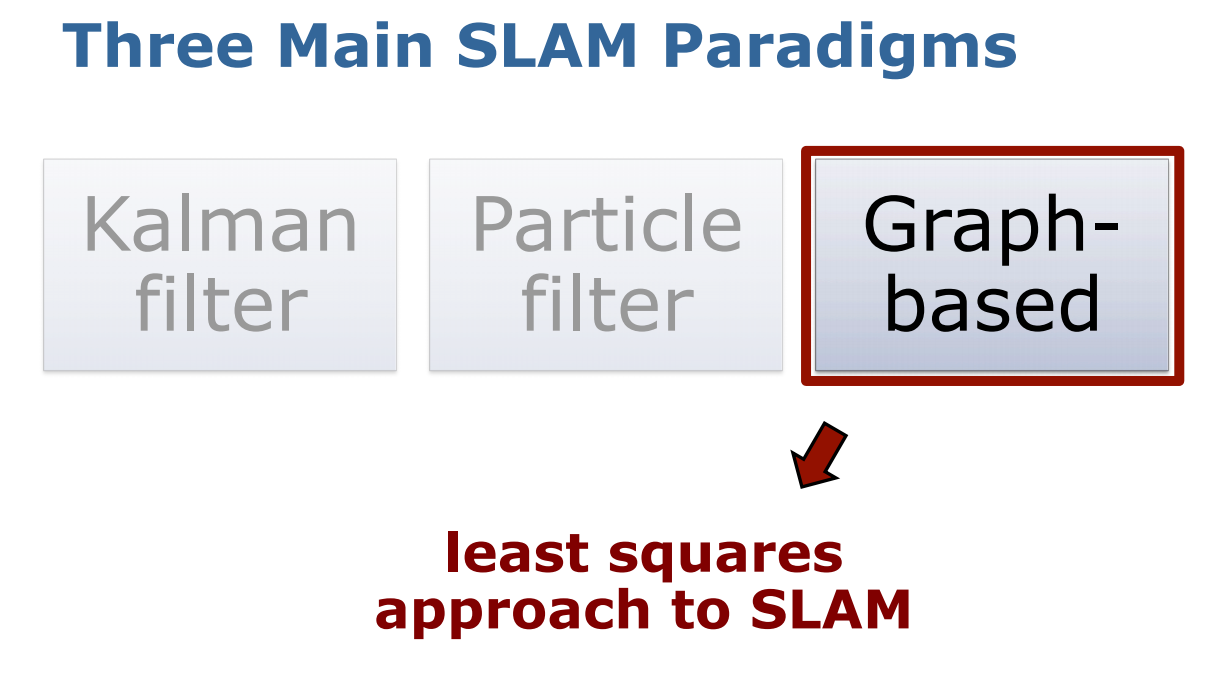 Three Main SLAM Paradigms
Kalman
filter
Particle
filter
Graph-
based
least squares
approach to SLAM